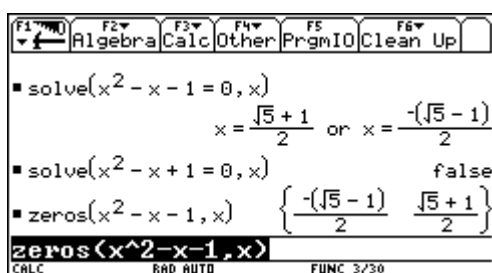 F1 F2 F3 F4 F5 F6
Algebra Calc Other PrgmIO Clean Up
solve(x² - x - 1 = 0, x)
x = (√5 + 1)/2 or x = -(√5 - 1)/2
solve(x² - x + 1 = 0, x) false
zeros(x² - x - 1, x) {-(√5 - 1)/2 (√5 + 1)/2}
zeros(x^2-x-1,x)
CALC RAD AUTO FUNC 3/30